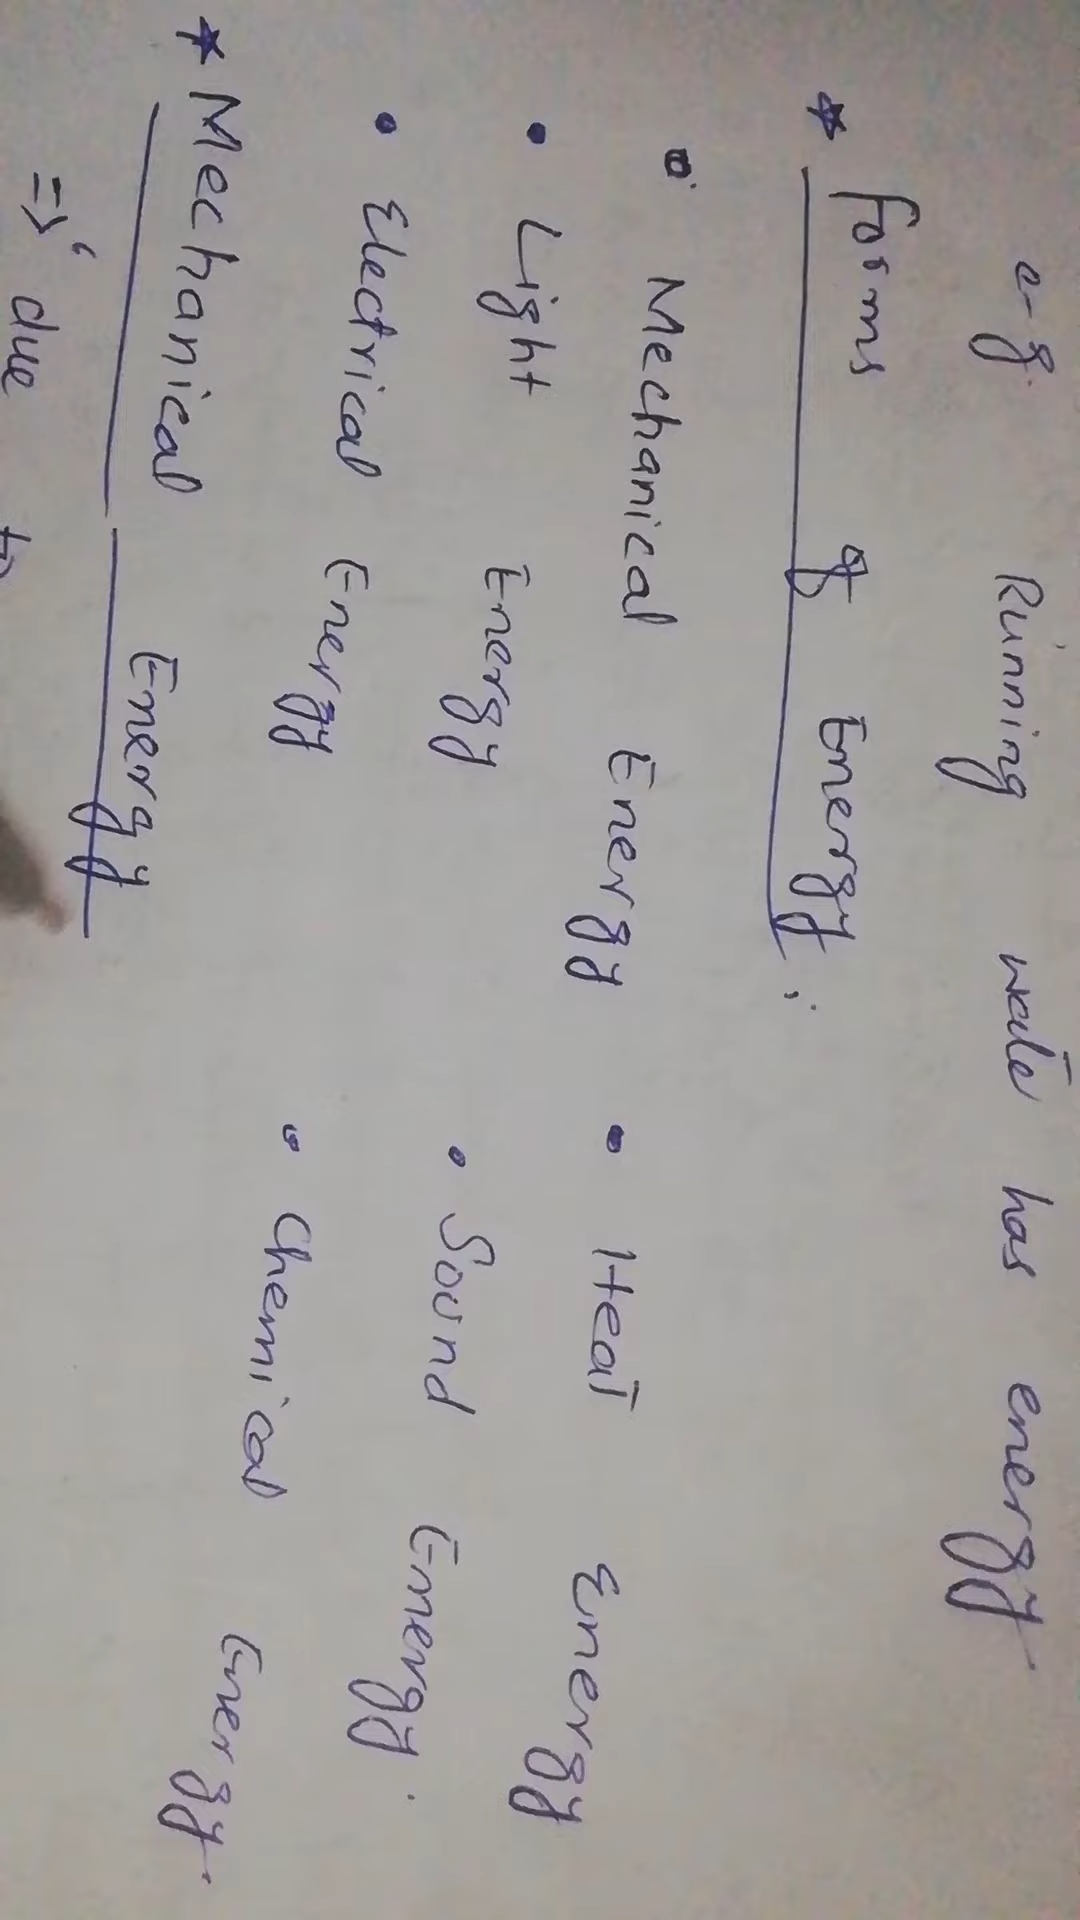 e-g. Running wate has energy.
* forms of Energy :
• Mechanical Energy • Heat Energy
• Light Energy • Sound Energy.
• Electrical Energy • Chemical Energy.
* Mechanical Energy
=> due to